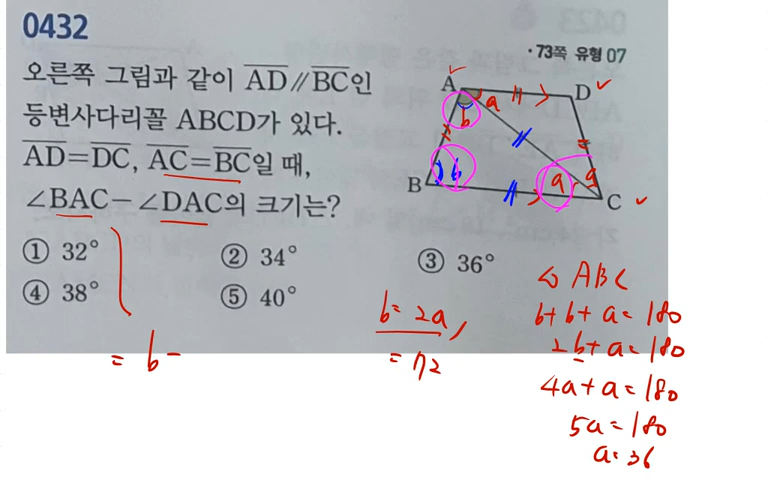 0432
· 73쪽 유형 07
오른쪽 그림과 같이 AD//BC인
등변사다리꼴 ABCD가 있다.
AD=DC, AC=BC일 때,
∠BAC-∠DAC의 크기는?
① 32°
② 34°
③ 36°
④ 38°
⑤ 40°
A
D
a
b
b
a
a
B
C
= b -
b = 2a,
= 72
△ABC
b+b+a=180
2b+a=180
4a+a=180
5a=180
a=36